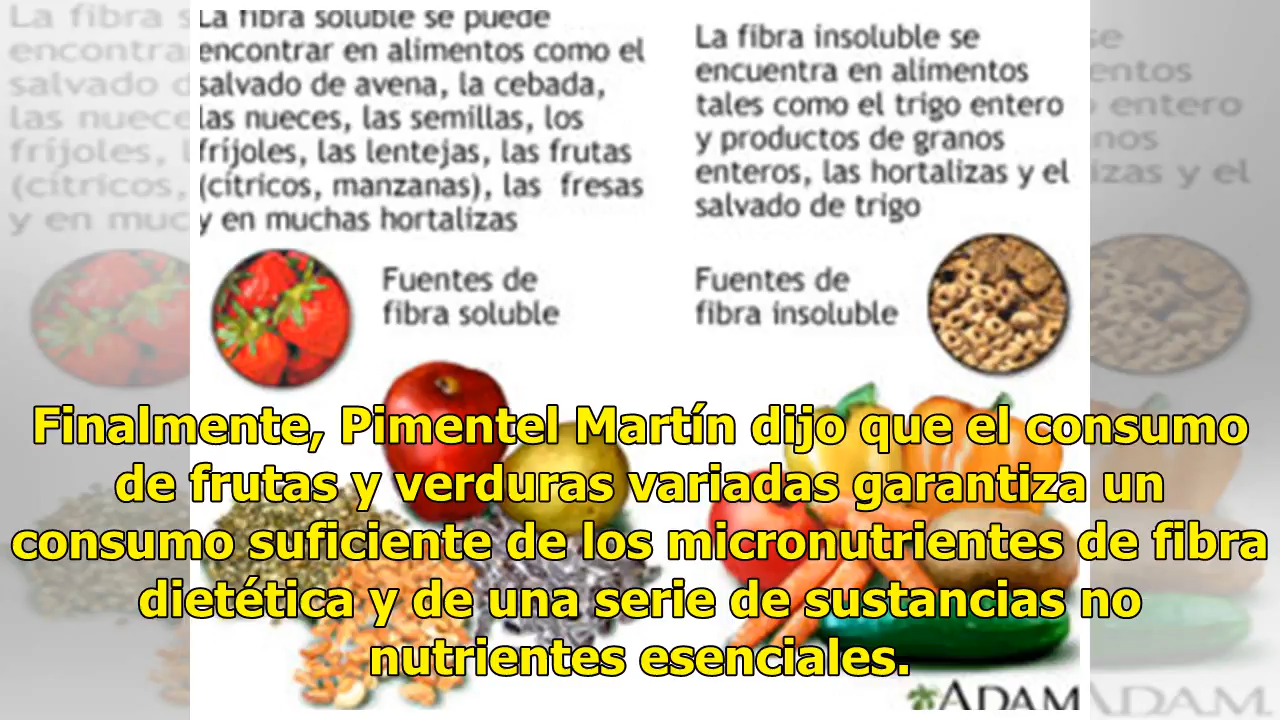 La fibra soluble se puede
encontrar en alimentos como el
salvado de avena, la cebada,
las nueces, las semillas, los
fríjoles, las lentejas, las frutas
(cítricos, manzanas), las fresas
y en muchas hortalizas
La fibra insoluble se
encuentra en alimentos
tales como el trigo entero
y productos de granos
enteros, las hortalizas y el
salvado de trigo
Fuentes de
fibra soluble
Fuentes de
fibra insoluble
Finalmente, Pimentel Martín dijo que el consumo
de frutas y verduras variadas garantiza un
consumo suficiente de los micronutrientes de fibra
dietética y de una serie de sustancias no
nutrientes esenciales.
ADAM